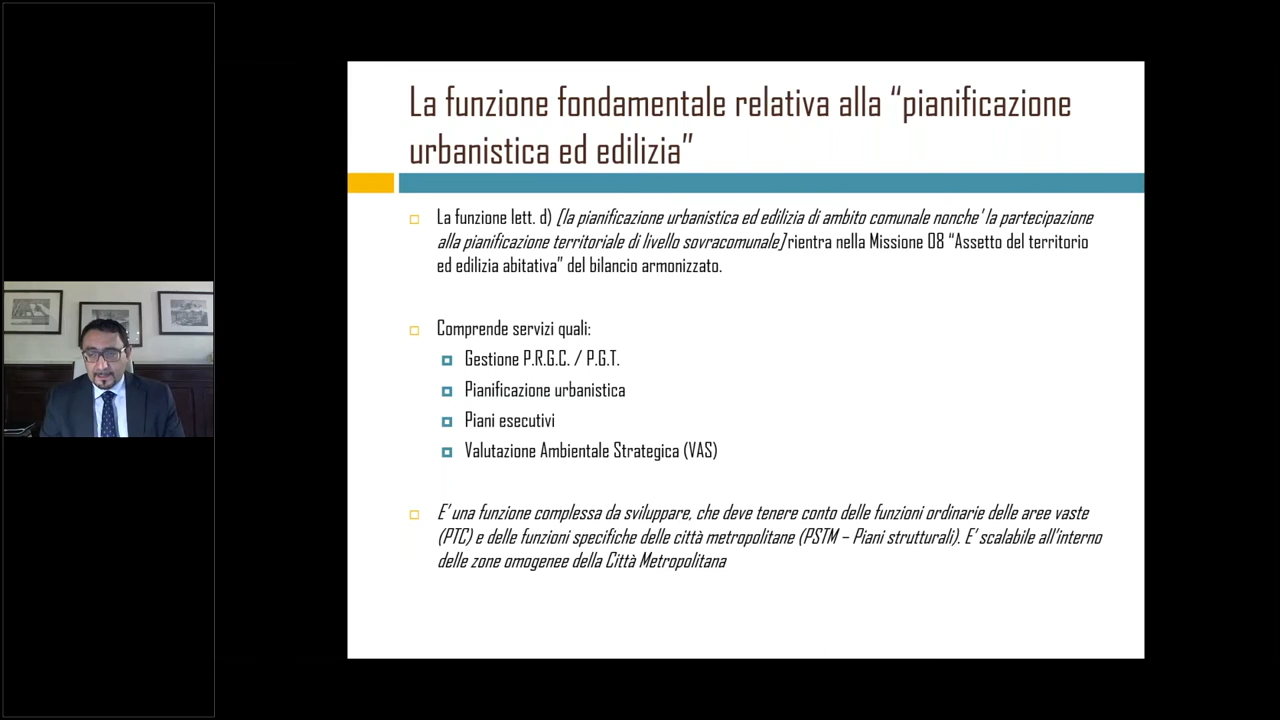 La funzione fondamentale relativa alla “pianificazione
urbanistica ed edilizia”
La funzione lett. d) [la pianificazione urbanistica ed edilizia di ambito comunale nonche' la partecipazione
alla pianificazione territoriale di livello sovracomunale] rientra nella Missione 08 “Assetto del territorio
ed edilizia abitativa” del bilancio armonizzato.
Comprende servizi quali:
Gestione P.R.G.C. / P.G.T.
Pianificazione urbanistica
Piani esecutivi
Valutazione Ambientale Strategica (VAS)
E' una funzione complessa da sviluppare, che deve tenere conto delle funzioni ordinarie delle aree vaste
(PTC) e delle funzioni specifiche delle città metropolitane (PSTM – Piani strutturali). E' scalabile all'interno
delle zone omogenee della Città Metropolitana